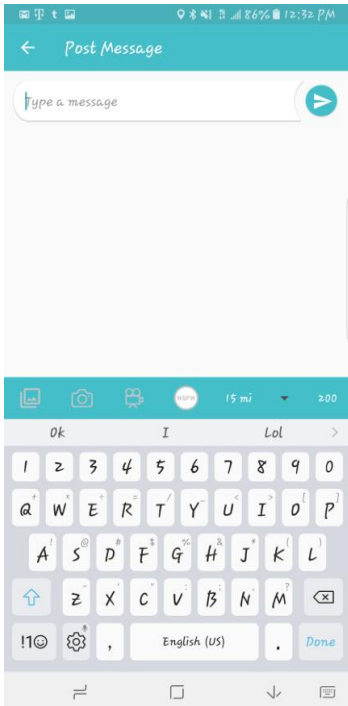 t 86% 12:32 PM
Post Message
Type a message
NSFW 15 mi 200
Ok I Lol
1 2 3 4 5 6 7 8 9 0
+ × ÷ = / _ < > [ ]
Q W E R T Y U I O P
! @ # $ % & * ( )
A S D F G H J K L
- ' " : ; , ?
Z X C V B N M
!1☺ , English (US) . Done